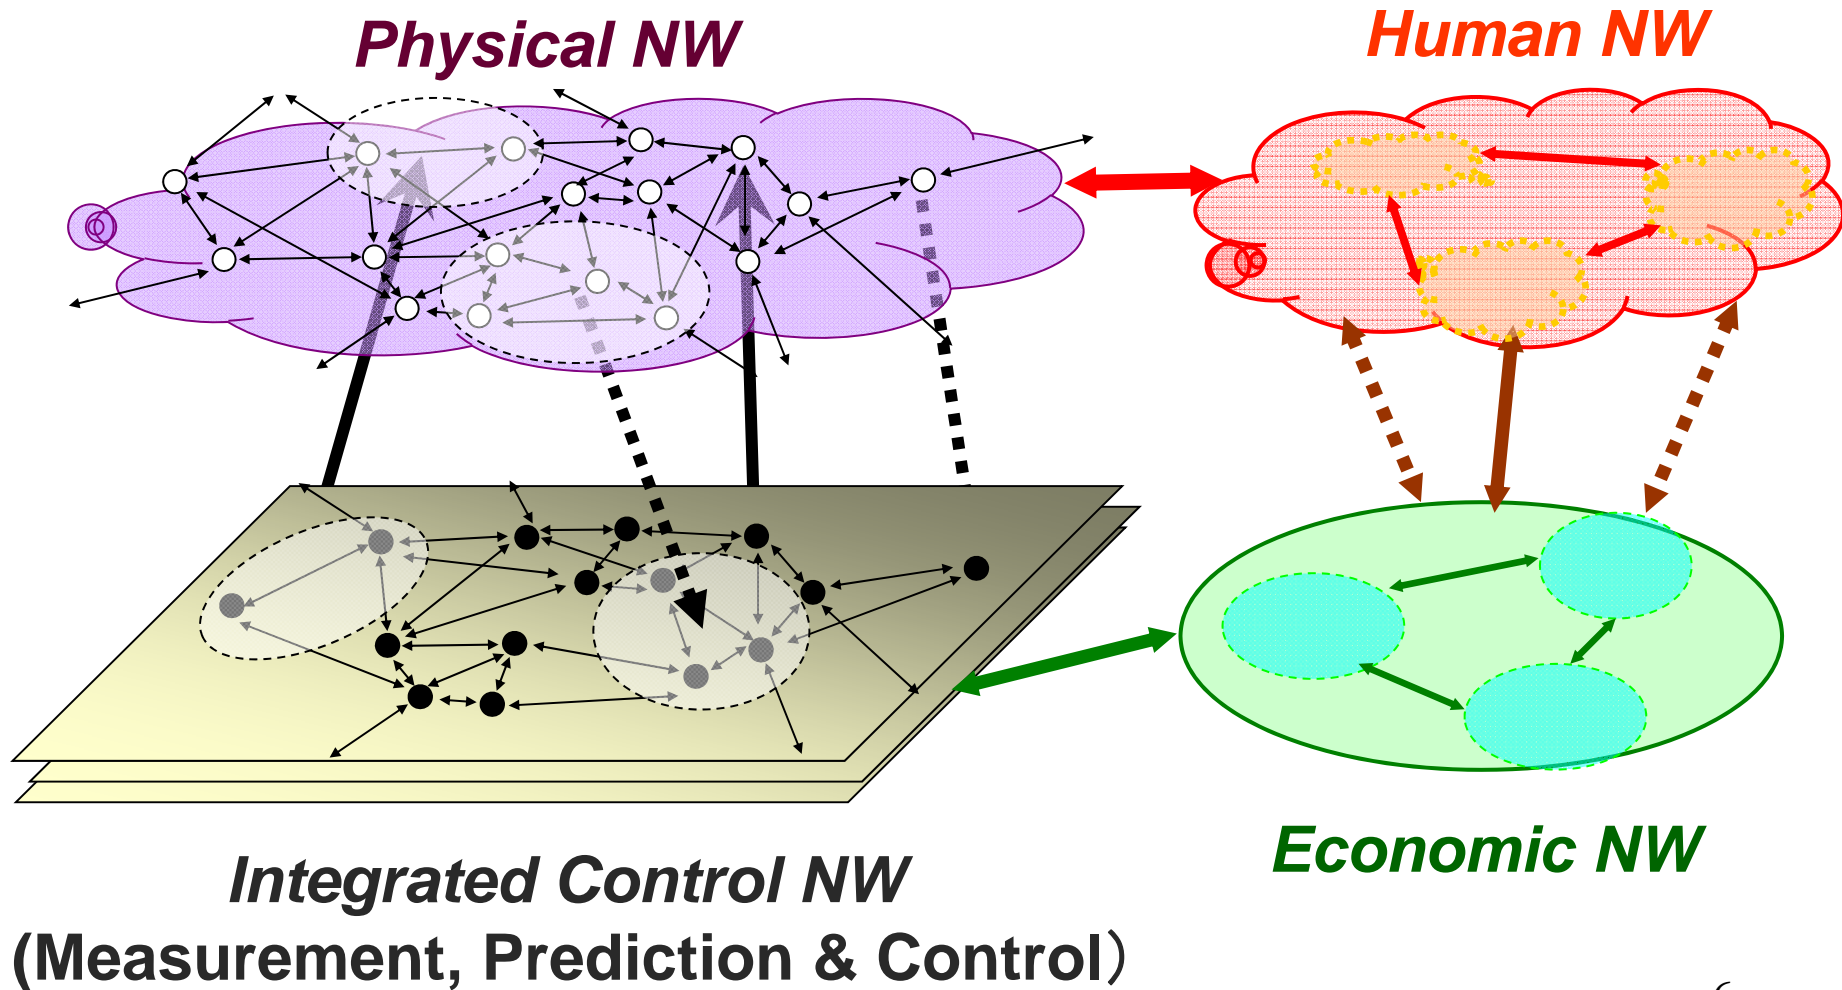 Physical NW
Human NW
Economic NW
Integrated Control NW
(Measurement, Prediction & Control）